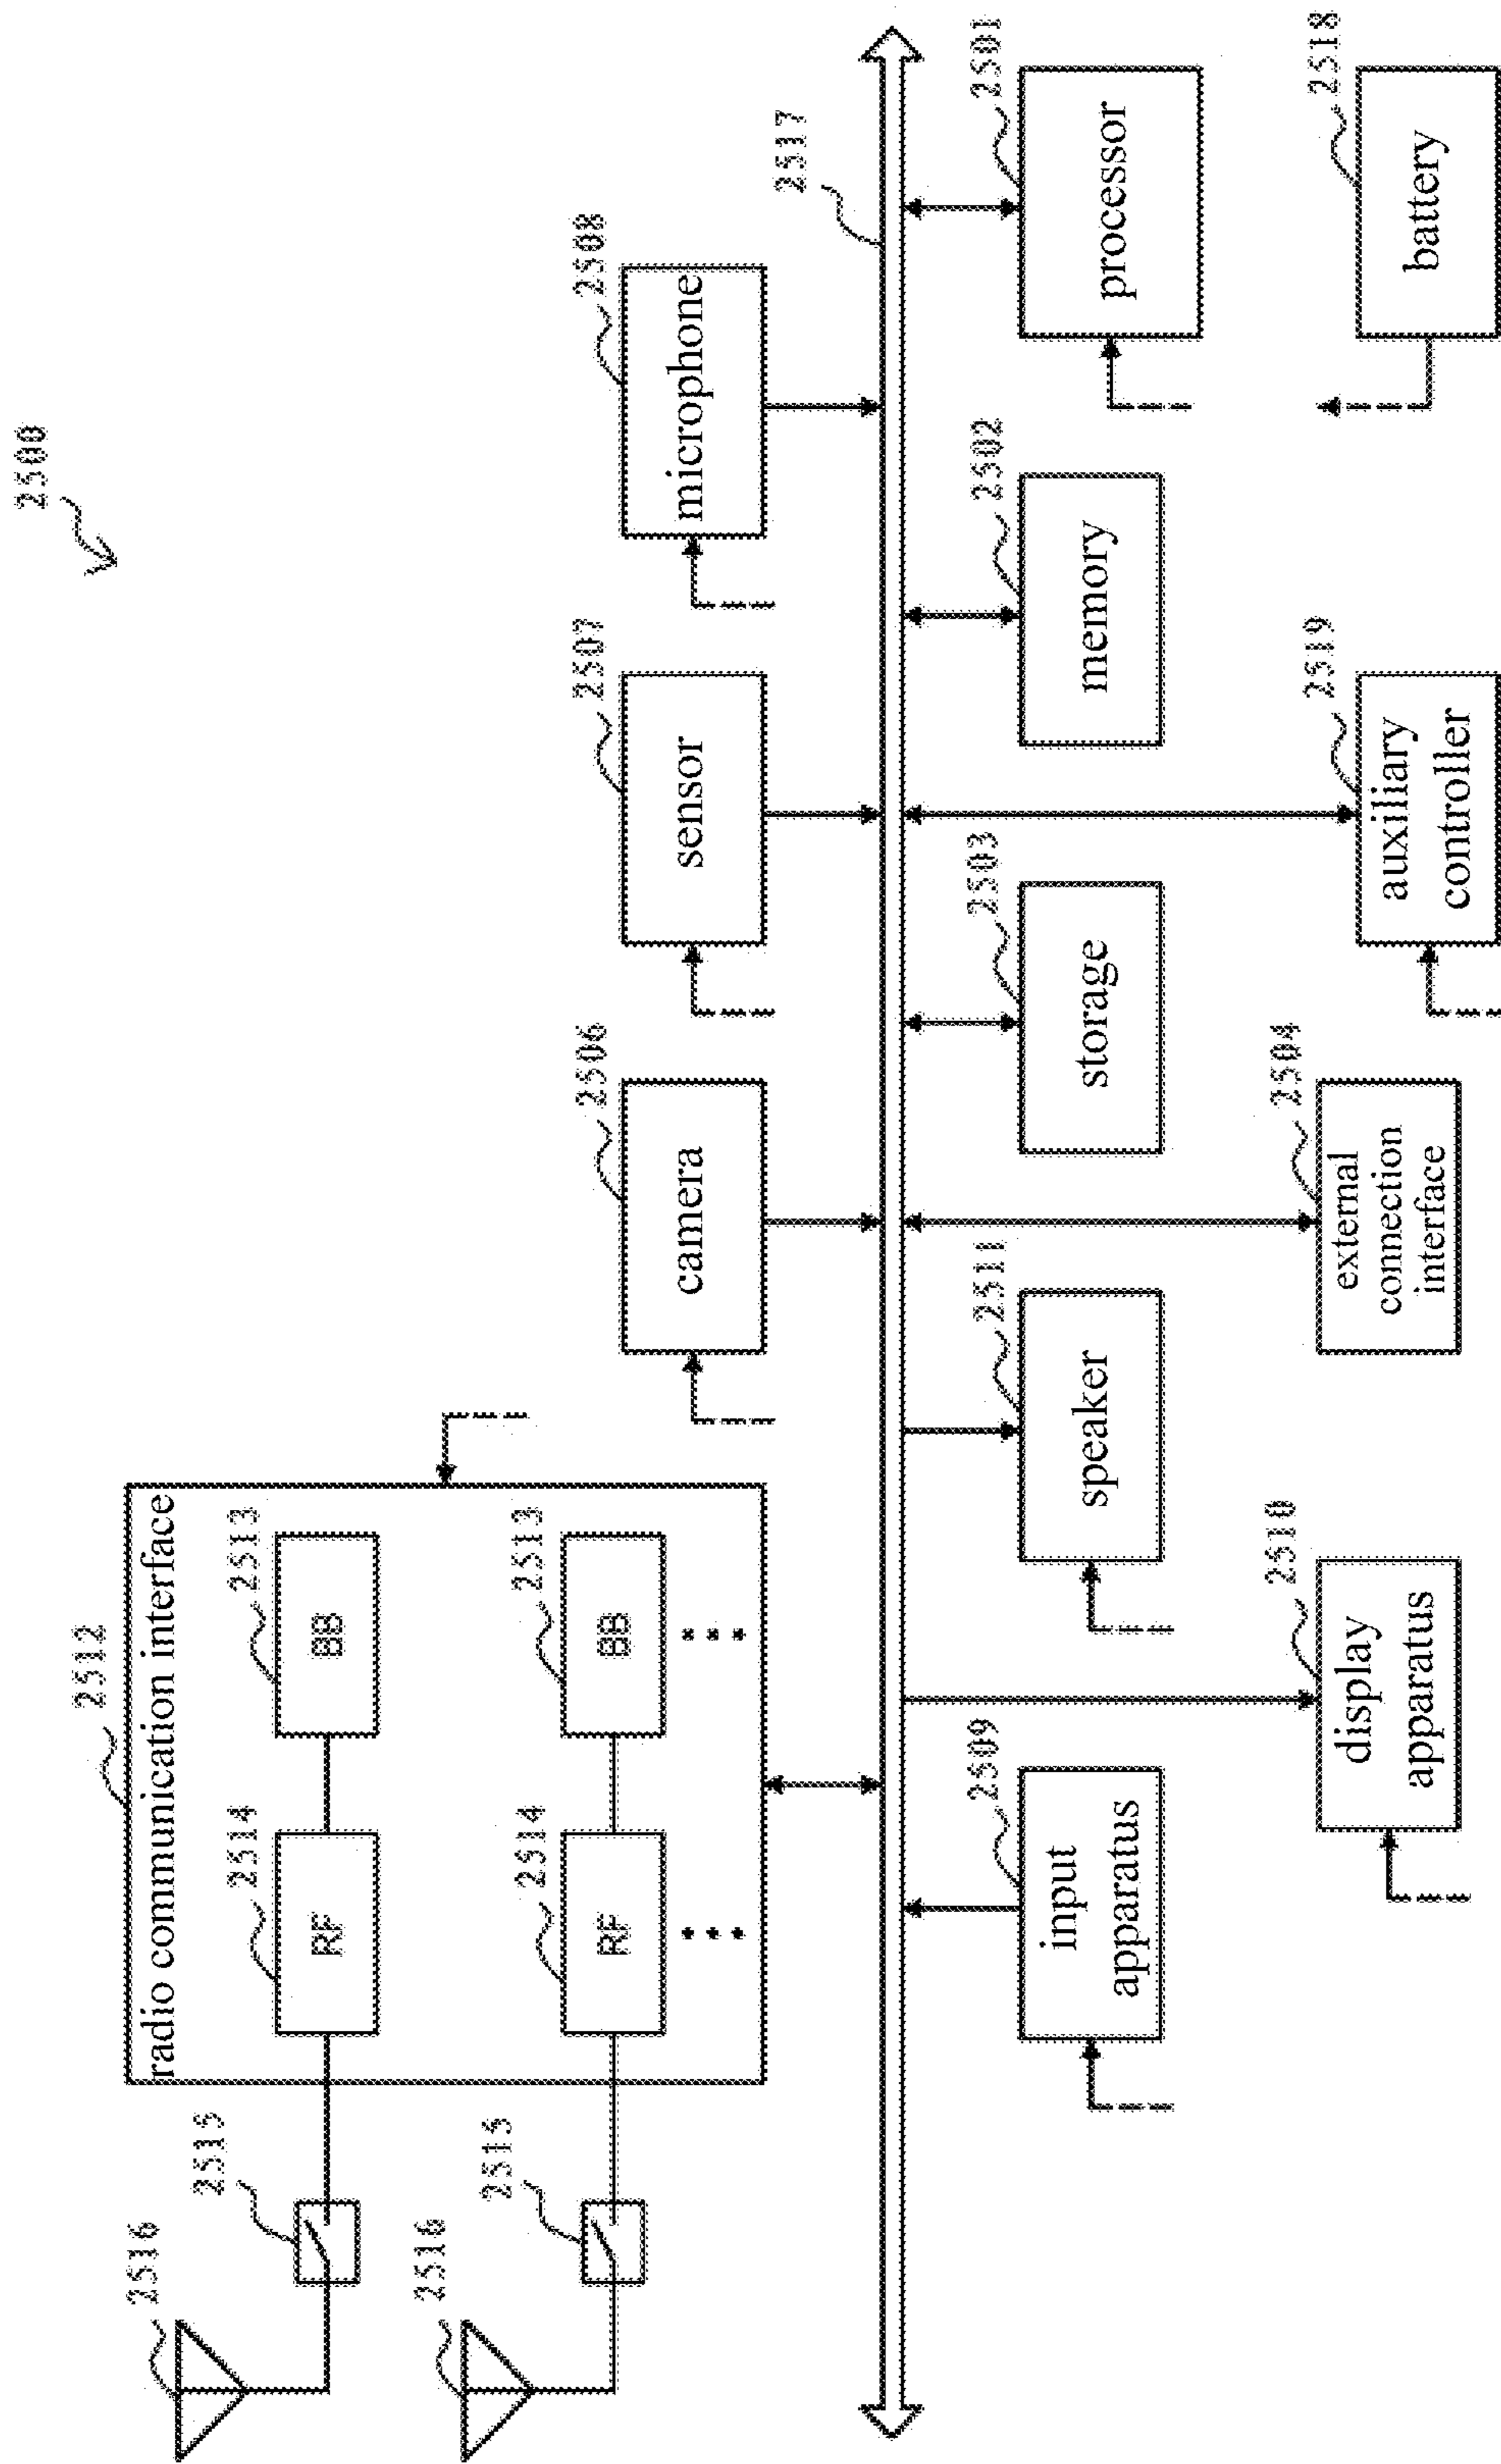 2500
2512
radio communication interface
2516
2515
2514
RF
2513
BB
2516
2515
2514
RF
2513
BB
2506
camera
2507
sensor
2508
microphone
2517
2509
input
apparatus
2511
speaker
2503
storage
2502
memory
2501
processor
2510
display
apparatus
2504
external
connection
interface
2519
auxiliary
controller
2518
battery